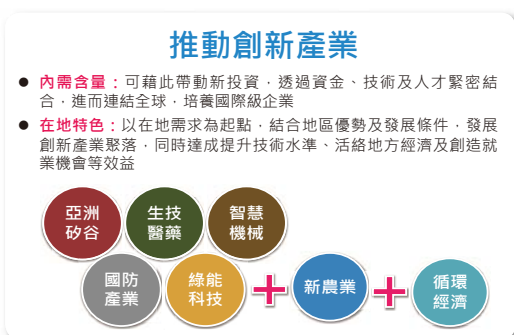 推動創新產業
● 內需含量：可藉此帶動新投資，透過資金、技術及人才緊密結
合，進而連結全球，培養國際級企業
● 在地特色：以在地需求為起點，結合地區優勢及發展條件，發展
創新產業聚落，同時達成提升技術水準、活絡地方經濟及創造就
業機會等效益
亞洲
矽谷
生技
醫藥
智慧
機械
國防
產業
綠能
科技
+
新農業
+
循環
經濟